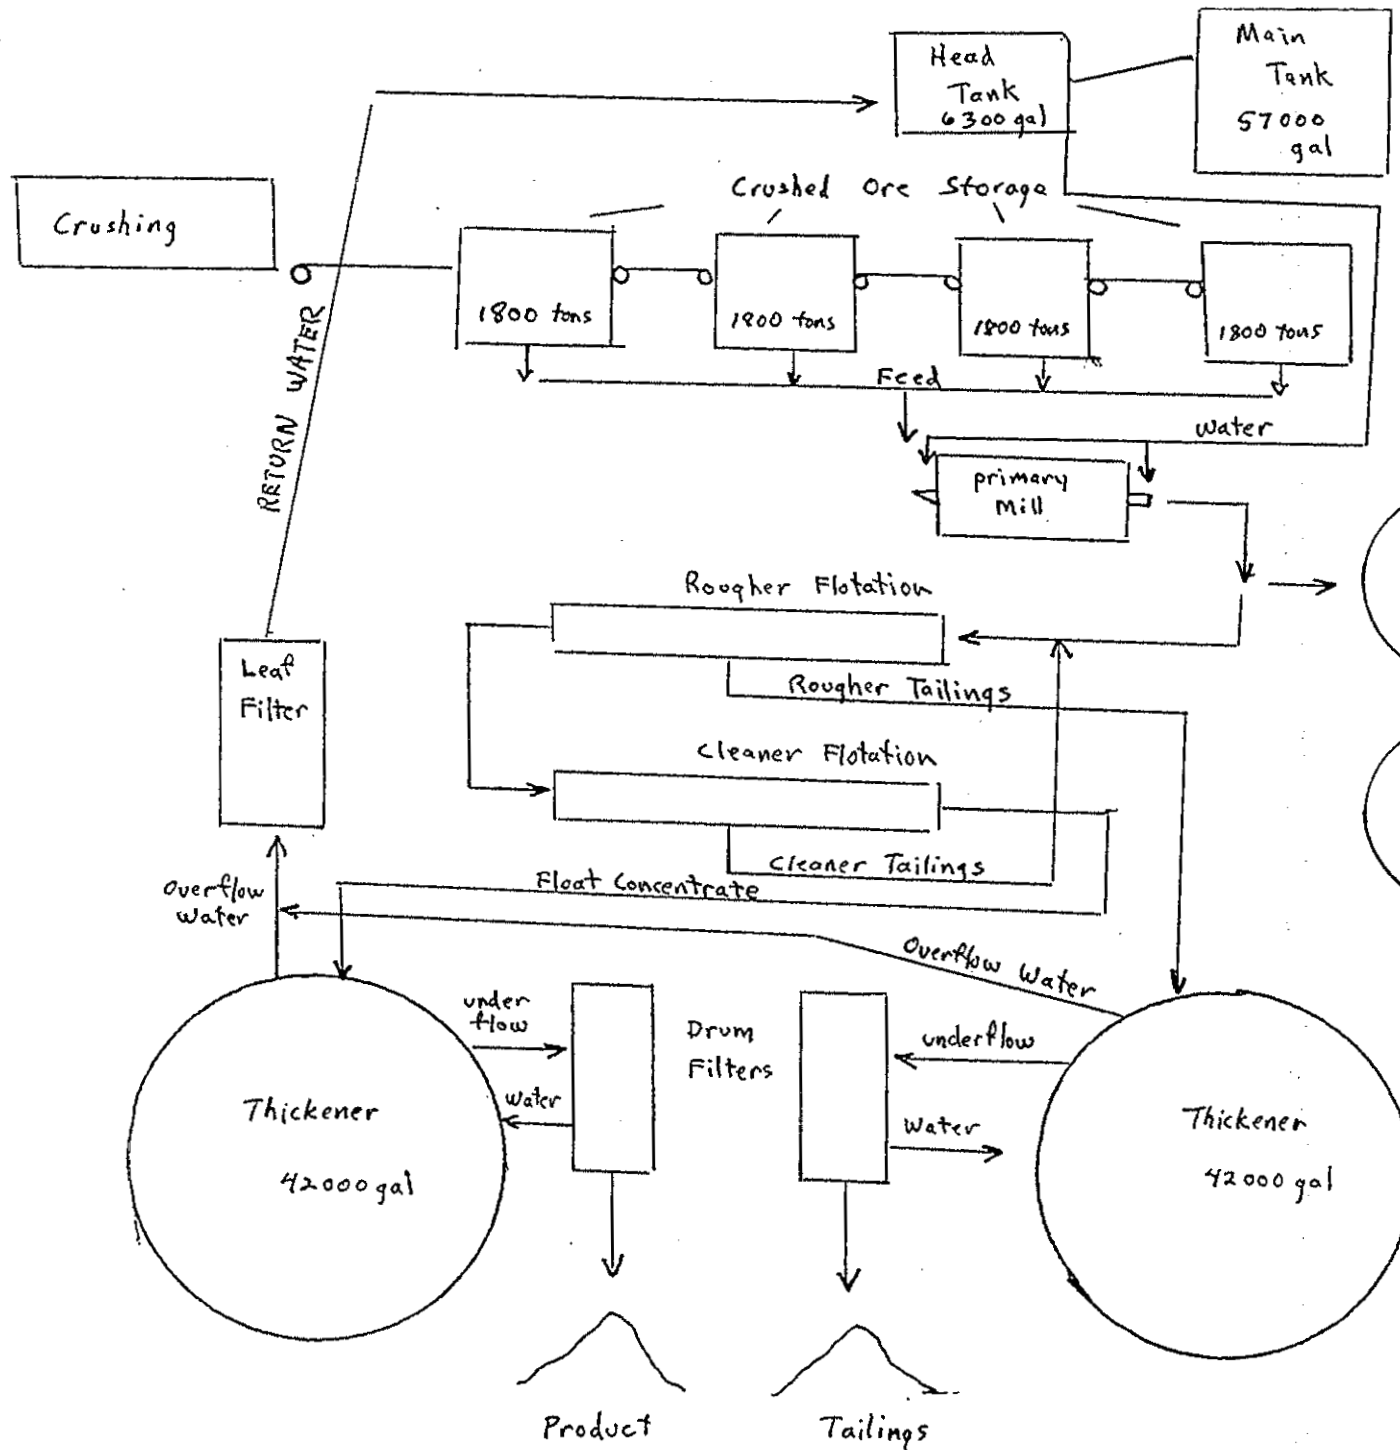 Head
Tank
6300 gal
Main
Tank
57000
gal
Crushing
Crushed Ore Storage
1800 tons
1800 tons
1800 tons
1800 tons
Feed
Water
primary
Mill
RETURN WATER
Rougher Flotation
Rougher Tailings
Leaf
Filter
Cleaner Flotation
Cleaner Tailings
Float Concentrate
Overflow
Water
Overflow Water
under
flow
Water
Drum
Filters
underflow
Water
Thickener
42000 gal
Thickener
42000 gal
Product
Tailings